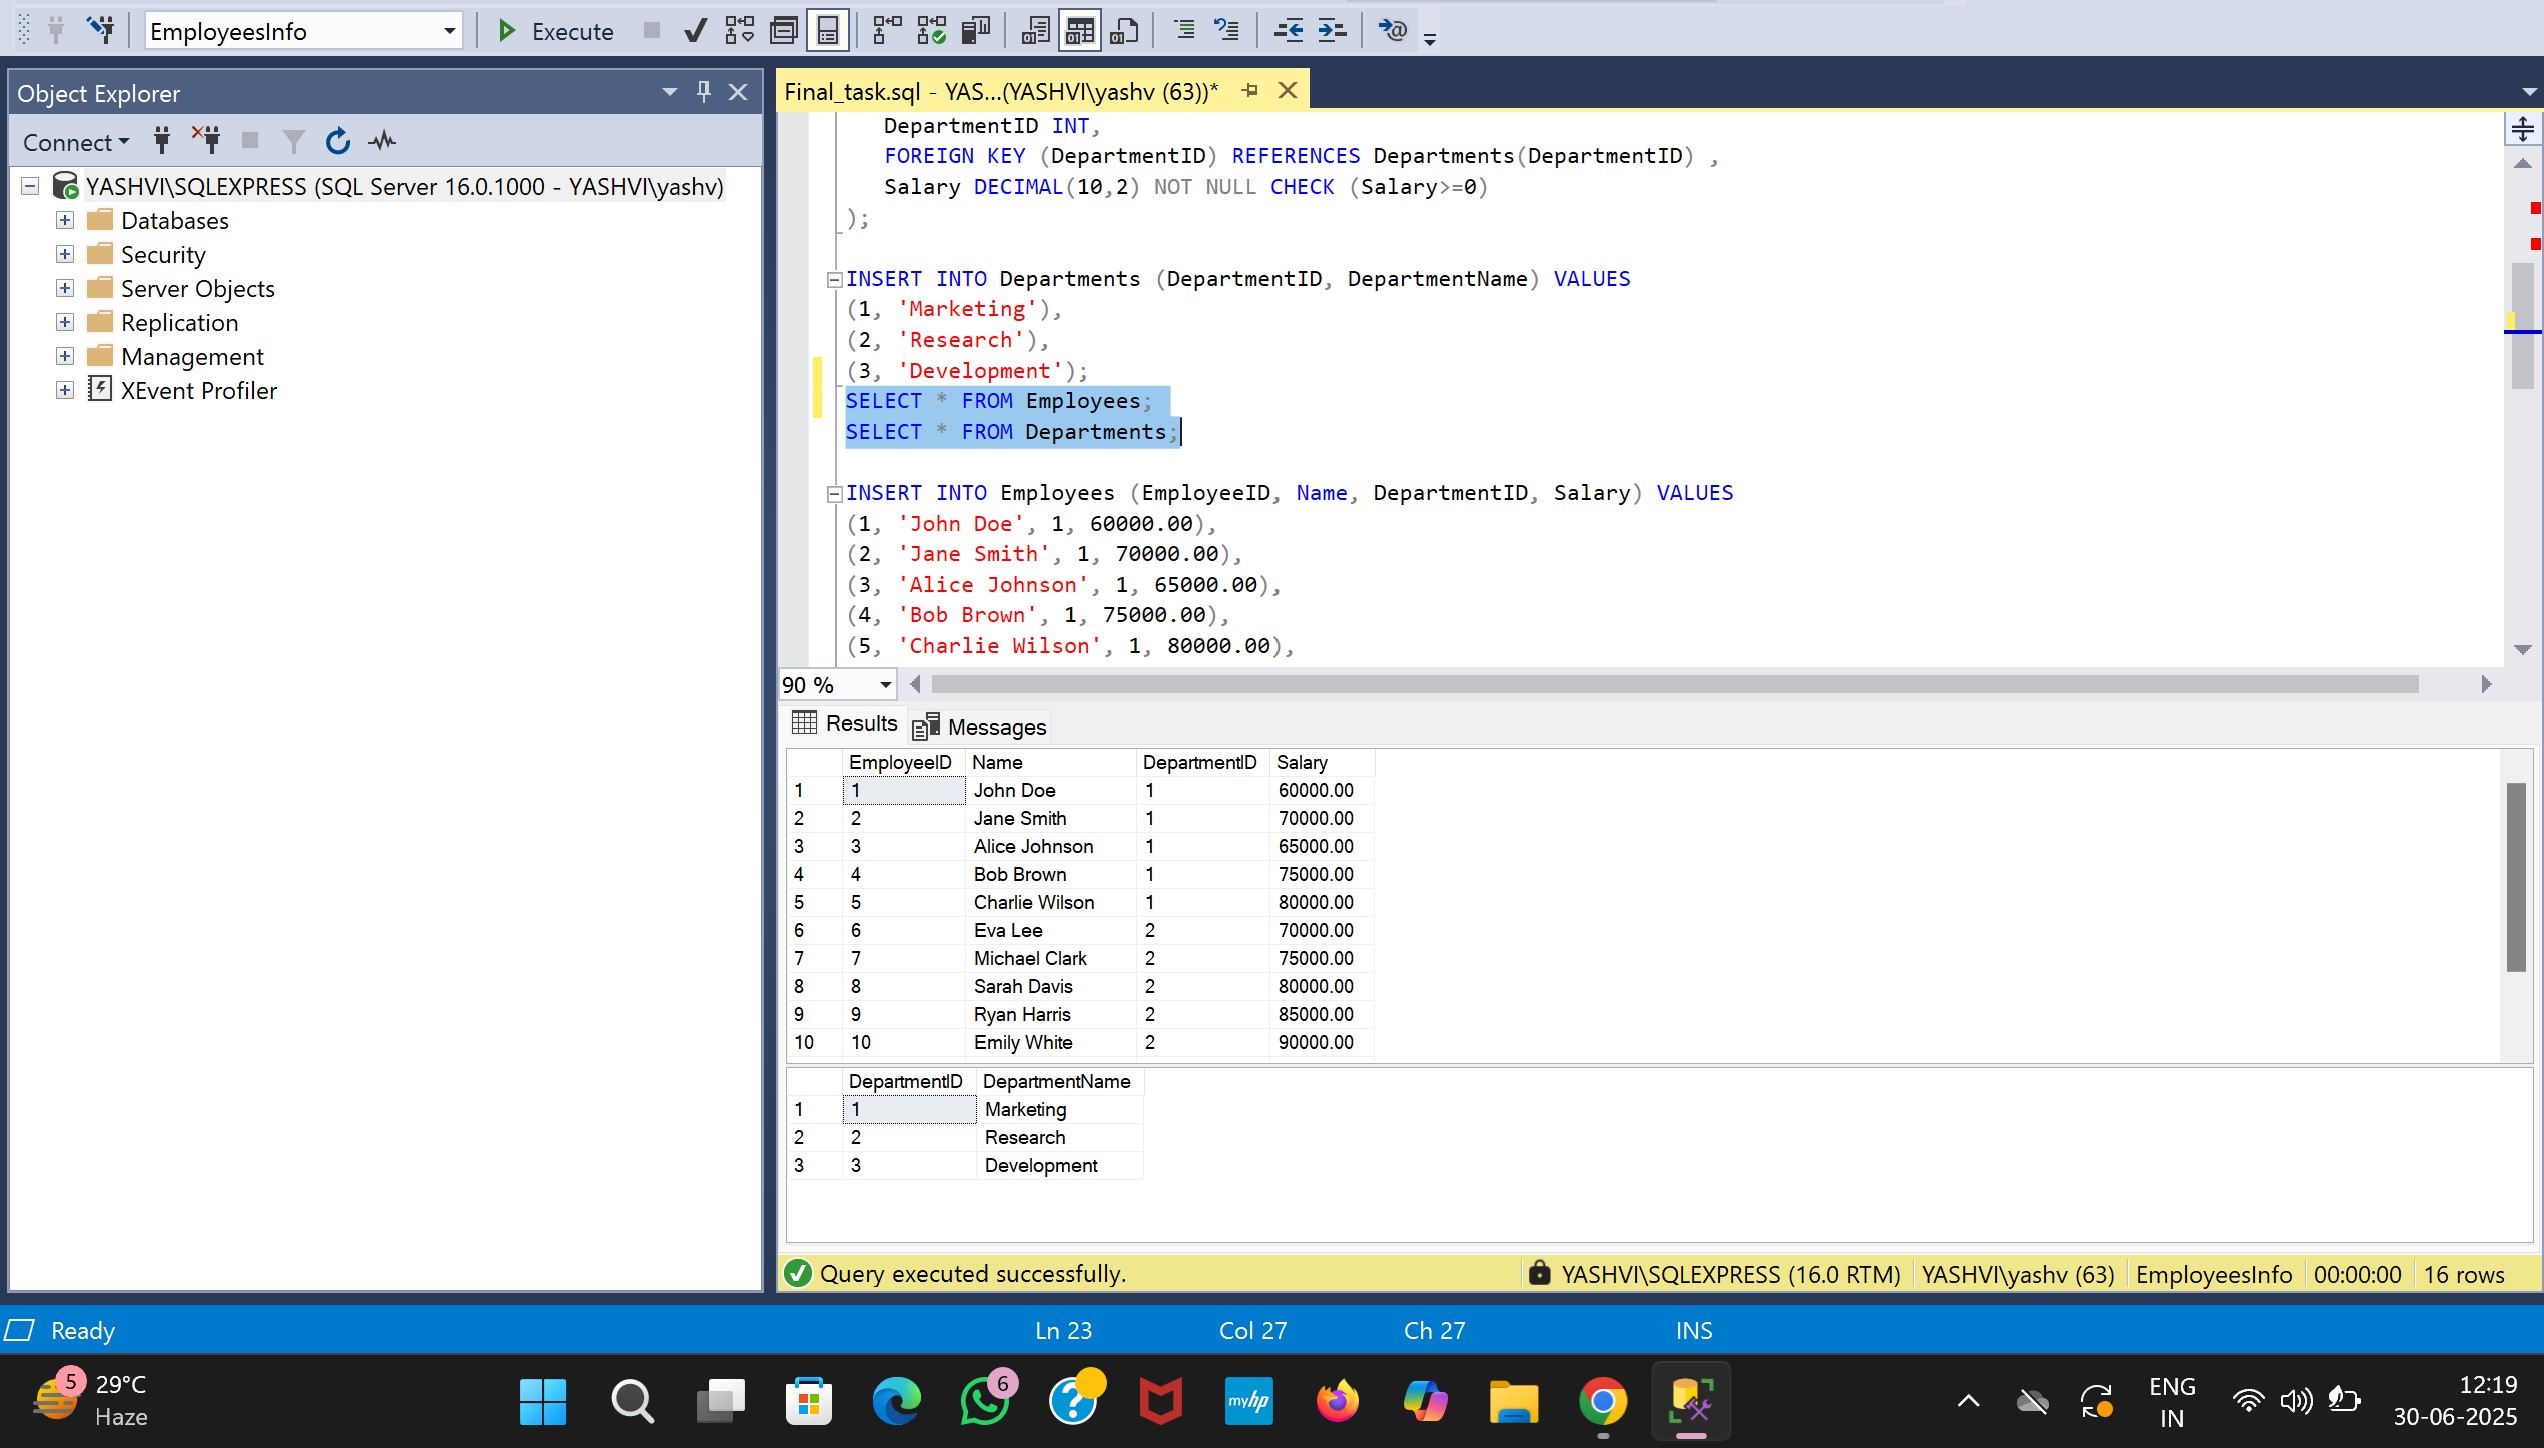 EmployeesInfo
Execute
Object Explorer
Connect
YASHVI\SQLEXPRESS (SQL Server 16.0.1000 - YASHVI\yashv)
Databases
Security
Server Objects
Replication
Management
XEvent Profiler
Final_task.sql - YAS...(YASHVI\yashv (63))*
DepartmentID INT,
FOREIGN KEY (DepartmentID) REFERENCES Departments(DepartmentID) ,
Salary DECIMAL(10,2) NOT NULL CHECK (Salary>=0)
);
INSERT INTO Departments (DepartmentID, DepartmentName) VALUES
(1, 'Marketing'),
(2, 'Research'),
(3, 'Development');
SELECT * FROM Employees;
SELECT * FROM Departments;
INSERT INTO Employees (EmployeeID, Name, DepartmentID, Salary) VALUES
(1, 'John Doe', 1, 60000.00),
(2, 'Jane Smith', 1, 70000.00),
(3, 'Alice Johnson', 1, 65000.00),
(4, 'Bob Brown', 1, 75000.00),
(5, 'Charlie Wilson', 1, 80000.00),
90 %
Results Messages
EmployeeID Name DepartmentID Salary
1 1 John Doe 1 60000.00
2 2 Jane Smith 1 70000.00
3 3 Alice Johnson 1 65000.00
4 4 Bob Brown 1 75000.00
5 5 Charlie Wilson 1 80000.00
6 6 Eva Lee 2 70000.00
7 7 Michael Clark 2 75000.00
8 8 Sarah Davis 2 80000.00
9 9 Ryan Harris 2 85000.00
10 10 Emily White 2 90000.00
DepartmentID DepartmentName
1 1 Marketing
2 2 Research
3 3 Development
Query executed successfully. YASHVI\SQLEXPRESS (16.0 RTM) YASHVI\yashv (63) EmployeesInfo 00:00:00 16 rows
Ready Ln 23 Col 27 Ch 27 INS
5 29°C
Haze
6
myhp
ENG
IN
12:19
30-06-2025